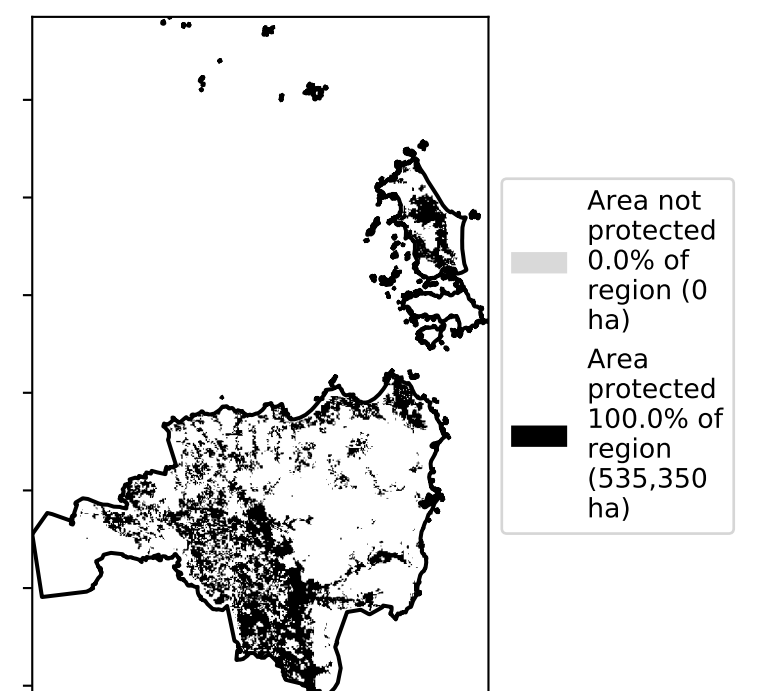 Area not
protected
0.0% of
region (0
ha)
Area
protected
100.0% of
region
(535,350
ha)